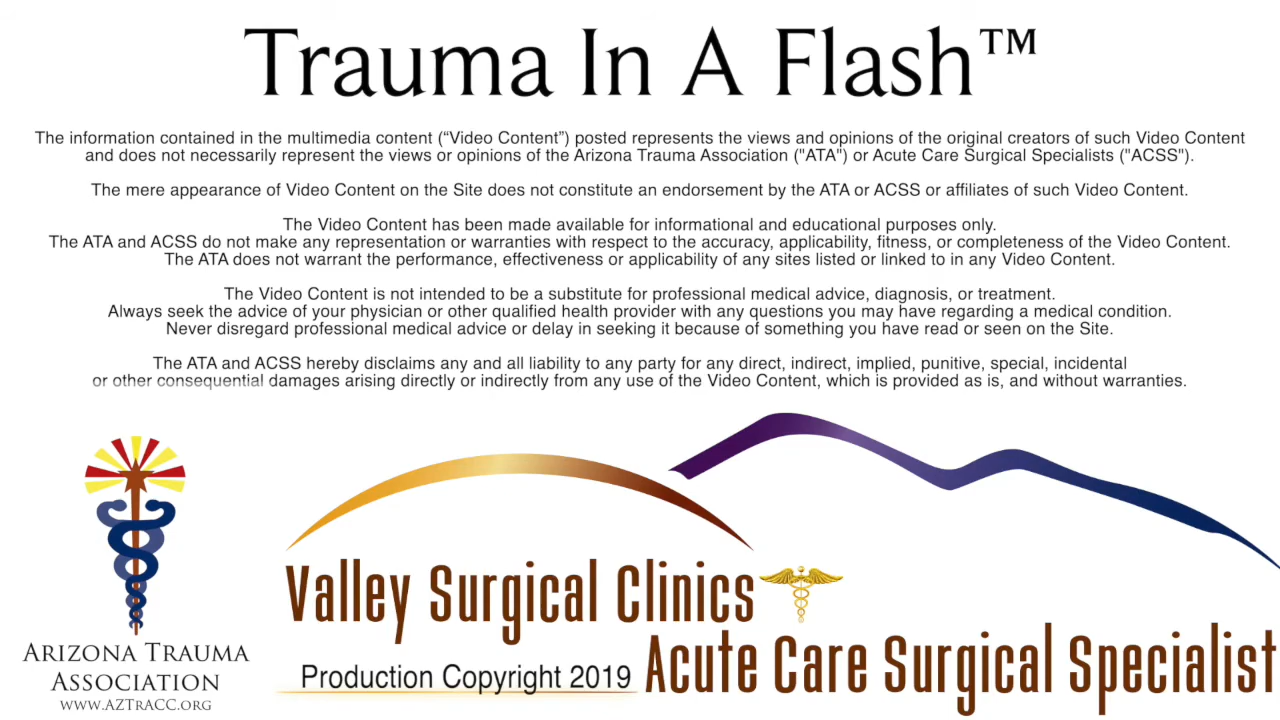 Trauma In A Flash™
The information contained in the multimedia content (“Video Content”) posted represents the views and opinions of the original creators of such Video Content
and does not necessarily represent the views or opinions of the Arizona Trauma Association ("ATA") or Acute Care Surgical Specialists ("ACSS").
The mere appearance of Video Content on the Site does not constitute an endorsement by the ATA or ACSS or affiliates of such Video Content.
The Video Content has been made available for informational and educational purposes only.
The ATA and ACSS do not make any representation or warranties with respect to the accuracy, applicability, fitness, or completeness of the Video Content.
The ATA does not warrant the performance, effectiveness or applicability of any sites listed or linked to in any Video Content.
The Video Content is not intended to be a substitute for professional medical advice, diagnosis, or treatment.
Always seek the advice of your physician or other qualified health provider with any questions you may have regarding a medical condition.
Never disregard professional medical advice or delay in seeking it because of something you have read or seen on the Site.
The ATA and ACSS hereby disclaims any and all liability to any party for any direct, indirect, implied, punitive, special, incidental
or other consequential damages arising directly or indirectly from any use of the Video Content, which is provided as is, and without warranties.
Valley Surgical Clinics
Acute Care Surgical Specialist
Production Copyright 2019
Arizona Trauma
Association
www.AZTraCC.org